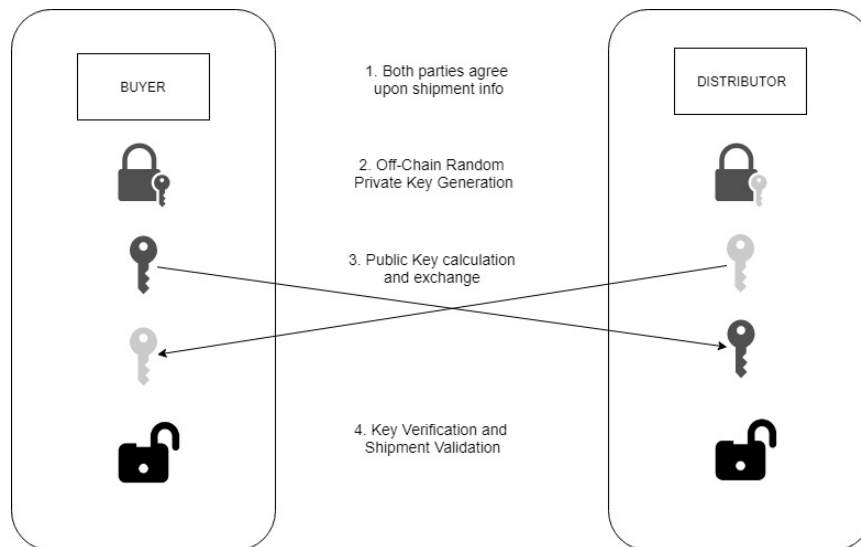 BUYER
1. Both parties agree
upon shipment info
DISTRIBUTOR
2. Off-Chain Random
Private Key Generation
3. Public Key calculation
and exchange
4. Key Verification and
Shipment Validation